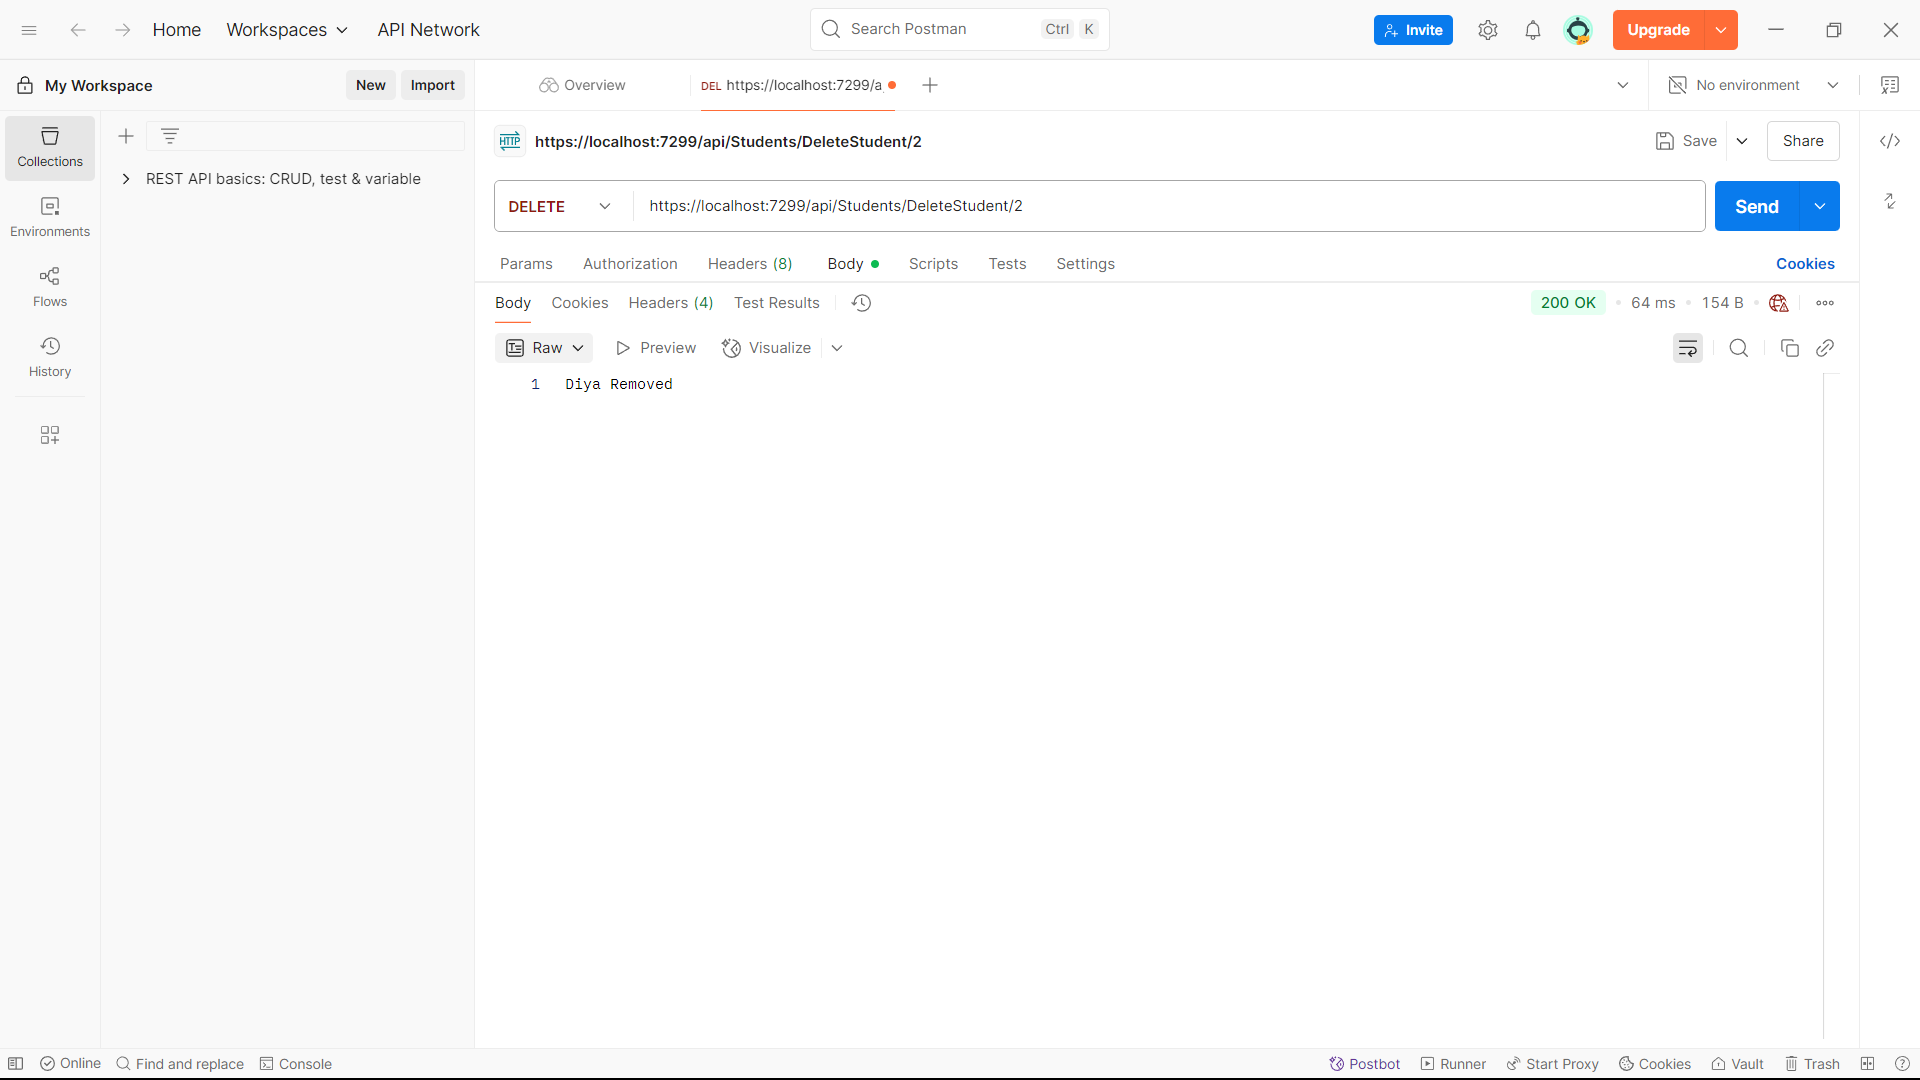 Home Workspaces API Network Search Postman Ctrl K Invite Upgrade
My Workspace New Import Overview DEL https://localhost:7299/a No environment
HTTP https://localhost:7299/api/Students/DeleteStudent/2 Save Share
Collections
REST API basics: CRUD, test & variable
DELETE https://localhost:7299/api/Students/DeleteStudent/2 Send
Environments
Params Authorization Headers (8) Body Scripts Tests Settings Cookies
Flows
Body Cookies Headers (4) Test Results 200 OK 64 ms 154 B
Raw Preview Visualize
History
1 Diya Removed
Online Find and replace Console Postbot Runner Start Proxy Cookies Vault Trash